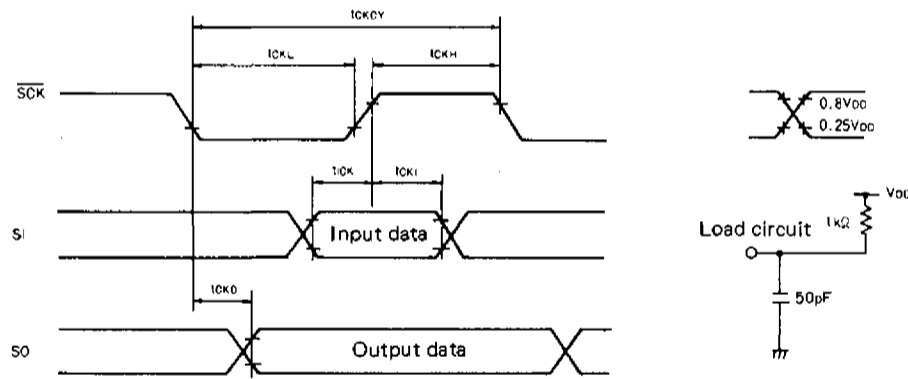 tCKCY
tCKL
tCKH
SCK
0.8VDD
0.25VDD
tICK
tCKI
VDD
1kΩ
SI
Input data
Load circuit
50pF
tCKO
SO
Output data